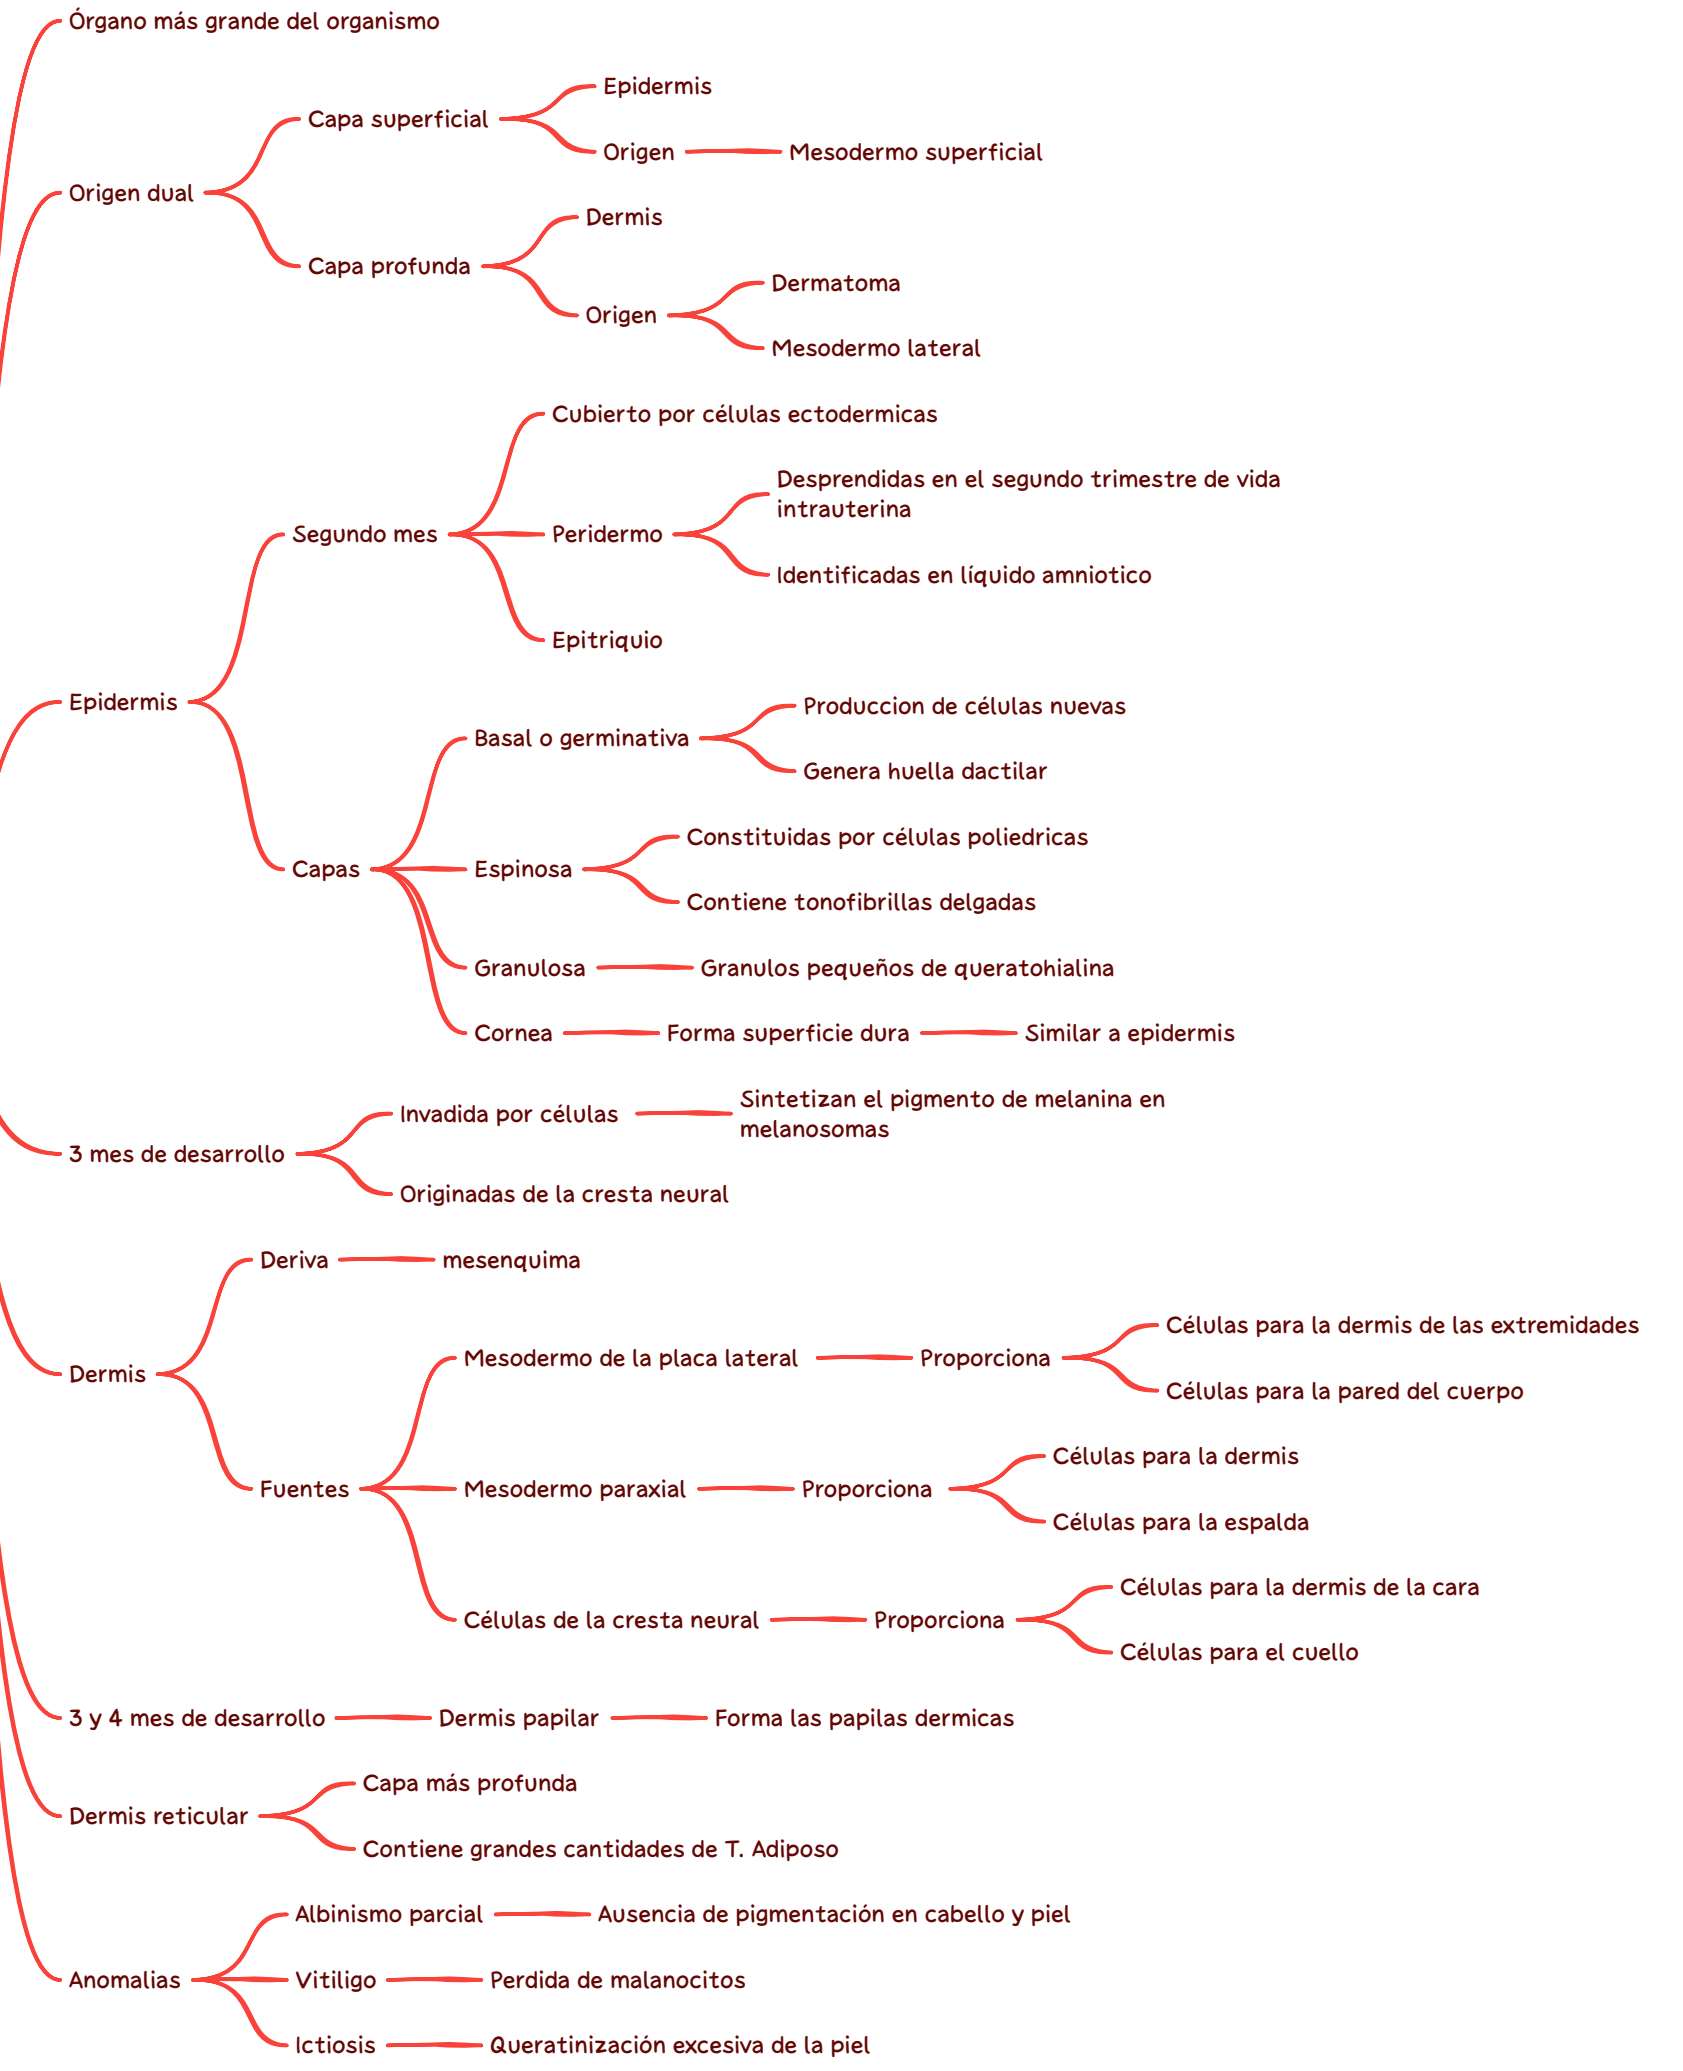 Órgano más grande del organismo
Origen dual
Capa superficial
Epidermis
Origen
Mesodermo superficial
Capa profunda
Dermis
Origen
Dermatoma
Mesodermo lateral
Epidermis
Segundo mes
Cubierto por células ectodermicas
Peridermo
Desprendidas en el segundo trimestre de vida
intrauterina
Identificadas en líquido amniotico
Epitriquio
Capas
Basal o germinativa
Produccion de células nuevas
Genera huella dactilar
Espinosa
Constituidas por células poliedricas
Contiene tonofibrillas delgadas
Granulosa
Granulos pequeños de queratohialina
Cornea
Forma superficie dura
Similar a epidermis
3 mes de desarrollo
Invadida por células
Sintetizan el pigmento de melanina en
melanosomas
Originadas de la cresta neural
Dermis
Deriva
mesenquima
Fuentes
Mesodermo de la placa lateral
Proporciona
Células para la dermis de las extremidades
Células para la pared del cuerpo
Mesodermo paraxial
Proporciona
Células para la dermis
Células para la espalda
Células de la cresta neural
Proporciona
Células para la dermis de la cara
Células para el cuello
3 y 4 mes de desarrollo
Dermis papilar
Forma las papilas dermicas
Dermis reticular
Capa más profunda
Contiene grandes cantidades de T. Adiposo
Anomalias
Albinismo parcial
Ausencia de pigmentación en cabello y piel
Vitiligo
Perdida de malanocitos
Ictiosis
Queratinización excesiva de la piel